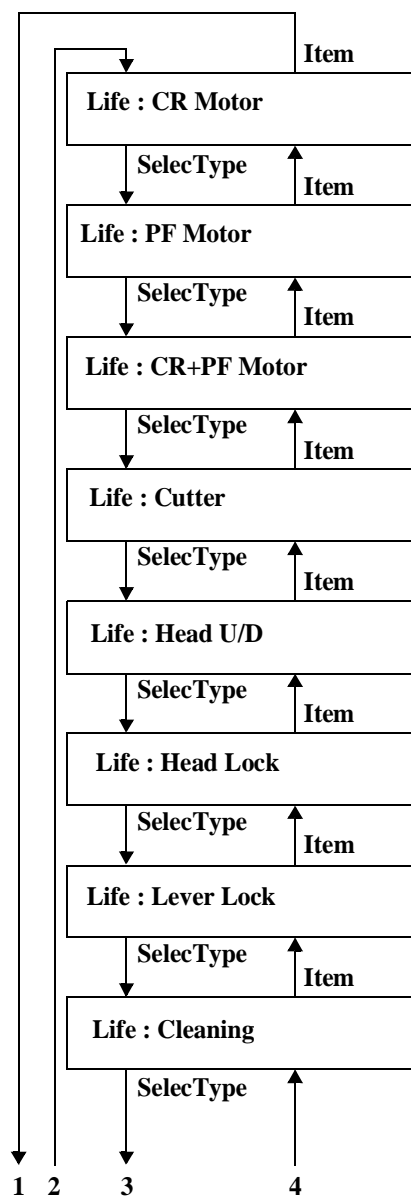 Item
Life : CR Motor
SelecType
Item
Life : PF Motor
SelecType
Item
Life : CR+PF Motor
SelecType
Item
Life : Cutter
SelecType
Item
Life : Head U/D
SelecType
Item
Life : Head Lock
SelecType
Item
Life : Lever Lock
SelecType
Item
Life : Cleaning
SelecType
1 2 3 4